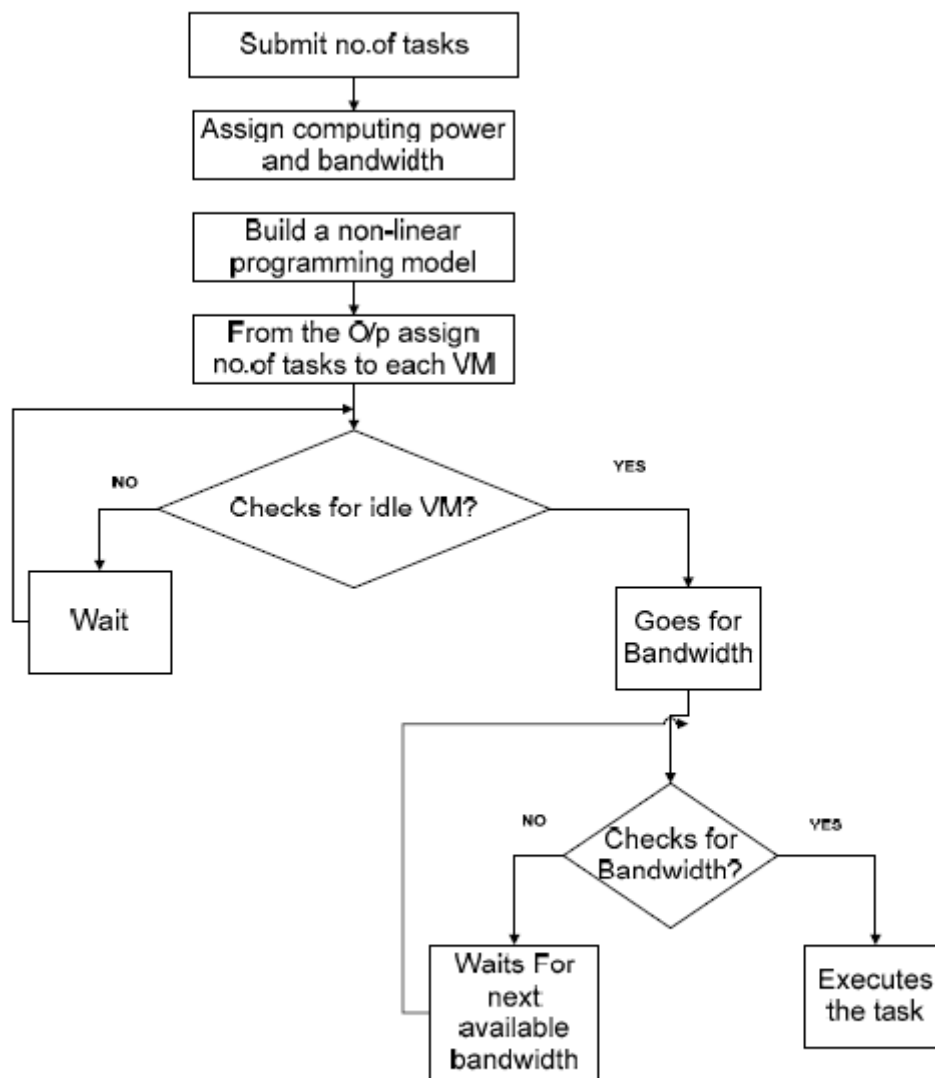 Submit no.of tasks
Assign computing power
and bandwidth
Build a non-linear
programming model
From the O/p assign
no.of tasks to each VM
NO
YES
Checks for idle VM?
Wait
Goes for
Bandwidth
NO
YES
Checks for
Bandwidth?
Waits For
next
available
bandwidth
Executes
the task